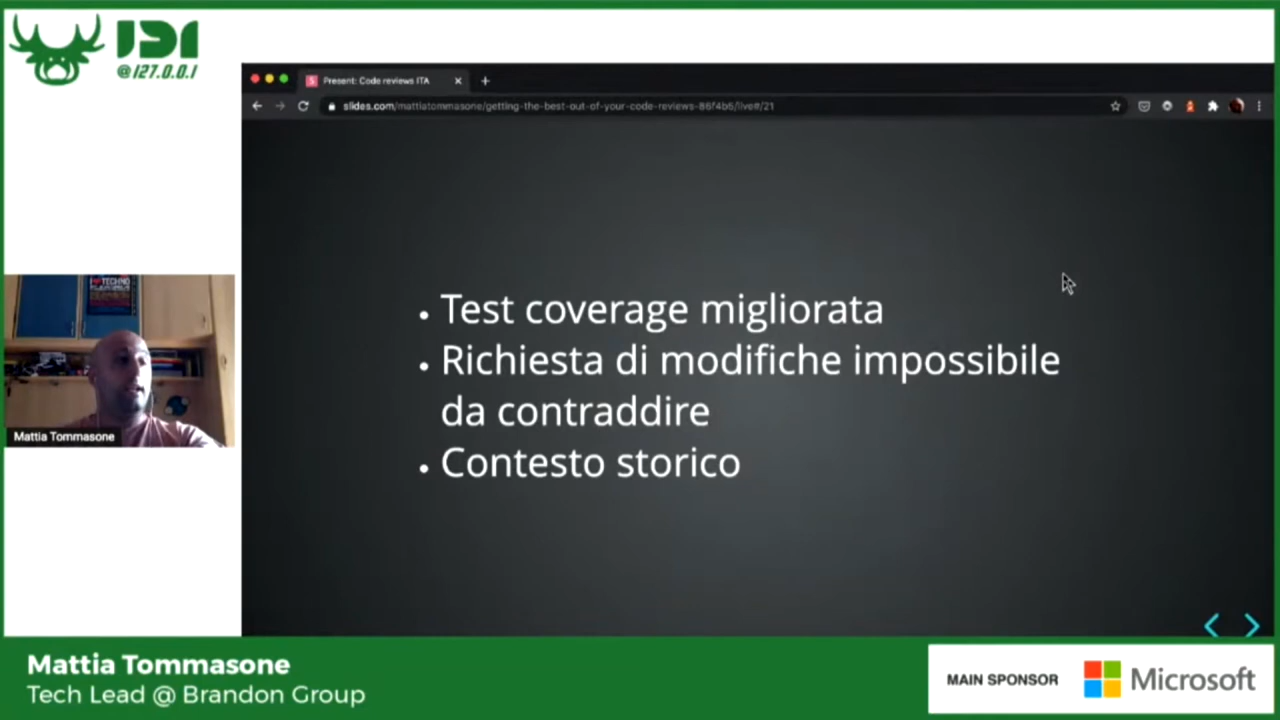 JDI
@127.0.0.1
Present: Code reviews ITA
slides.com/mattiatommasone/getting-the-best-out-of-your-code-reviews-86f4b5/live#/21
• Test coverage migliorata
• Richiesta di modifiche impossibile
da contraddire
• Contesto storico
TECHNO
Mattia Tommasone
Mattia Tommasone
Tech Lead @ Brandon Group
MAIN SPONSOR
Microsoft